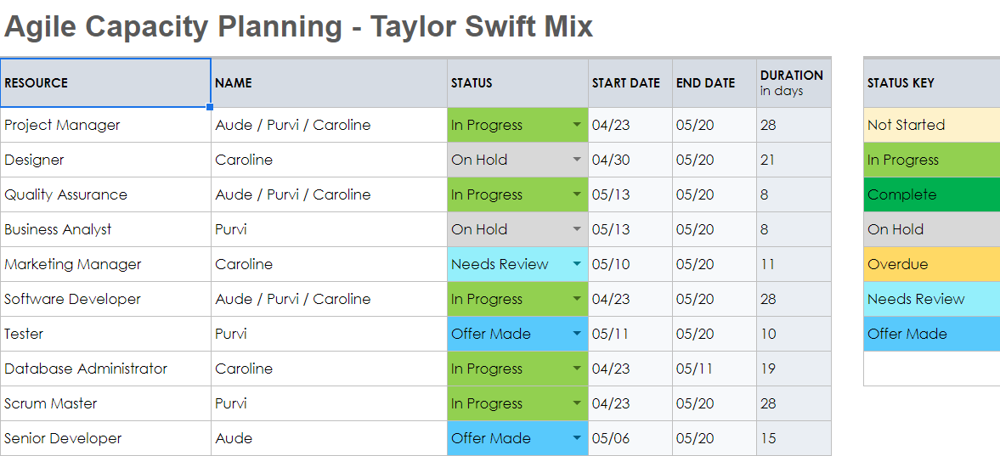 Agile Capacity Planning - Taylor Swift Mix
RESOURCE NAME STATUS START DATE END DATE DURATION in days STATUS KEY
Project Manager Aude / Purvi / Caroline In Progress 04/23 05/20 28 Not Started
Designer Caroline On Hold 04/30 05/20 21 In Progress
Quality Assurance Aude / Purvi / Caroline In Progress 05/13 05/20 8 Complete
Business Analyst Purvi On Hold 05/13 05/20 8 On Hold
Marketing Manager Caroline Needs Review 05/10 05/20 11 Overdue
Software Developer Aude / Purvi / Caroline In Progress 04/23 05/20 28 Needs Review
Tester Purvi Offer Made 05/11 05/20 10 Offer Made
Database Administrator Caroline In Progress 04/23 05/11 19
Scrum Master Purvi In Progress 04/23 05/20 28
Senior Developer Aude Offer Made 05/06 05/20 15